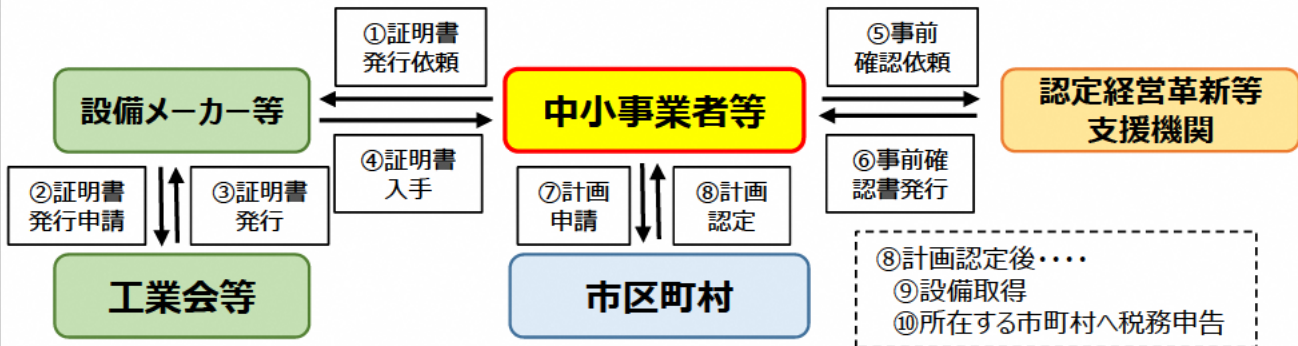 ①証明書
発行依頼
⑤事前
確認依頼
設備メーカー等
中小事業者等
認定経営革新等
支援機関
④証明書
入手
⑥事前確
認書発行
②証明書
発行申請
③証明書
発行
⑦計画
申請
⑧計画
認定
工業会等
市区町村
⑧計画認定後・・・・
⑨設備取得
⑩所在する市町村へ税務申告